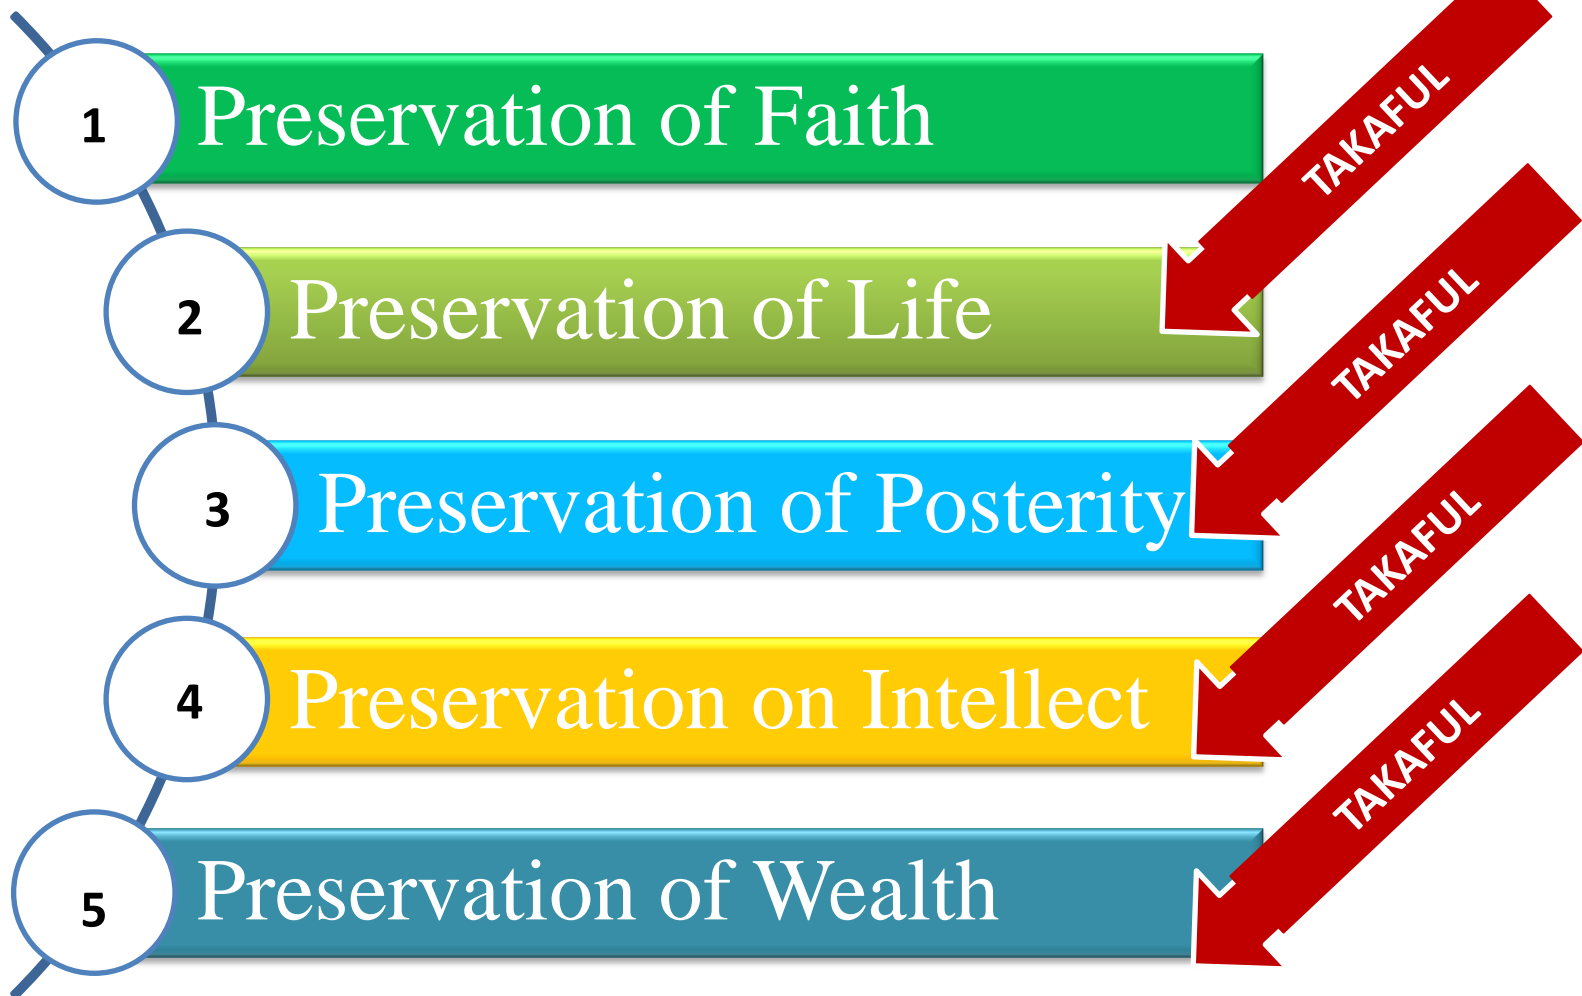 1
Preservation of Faith
TAKAFUL
2
Preservation of Life
TAKAFUL
3
Preservation of Posterity
TAKAFUL
4
Preservation on Intellect
TAKAFUL
5
Preservation of Wealth